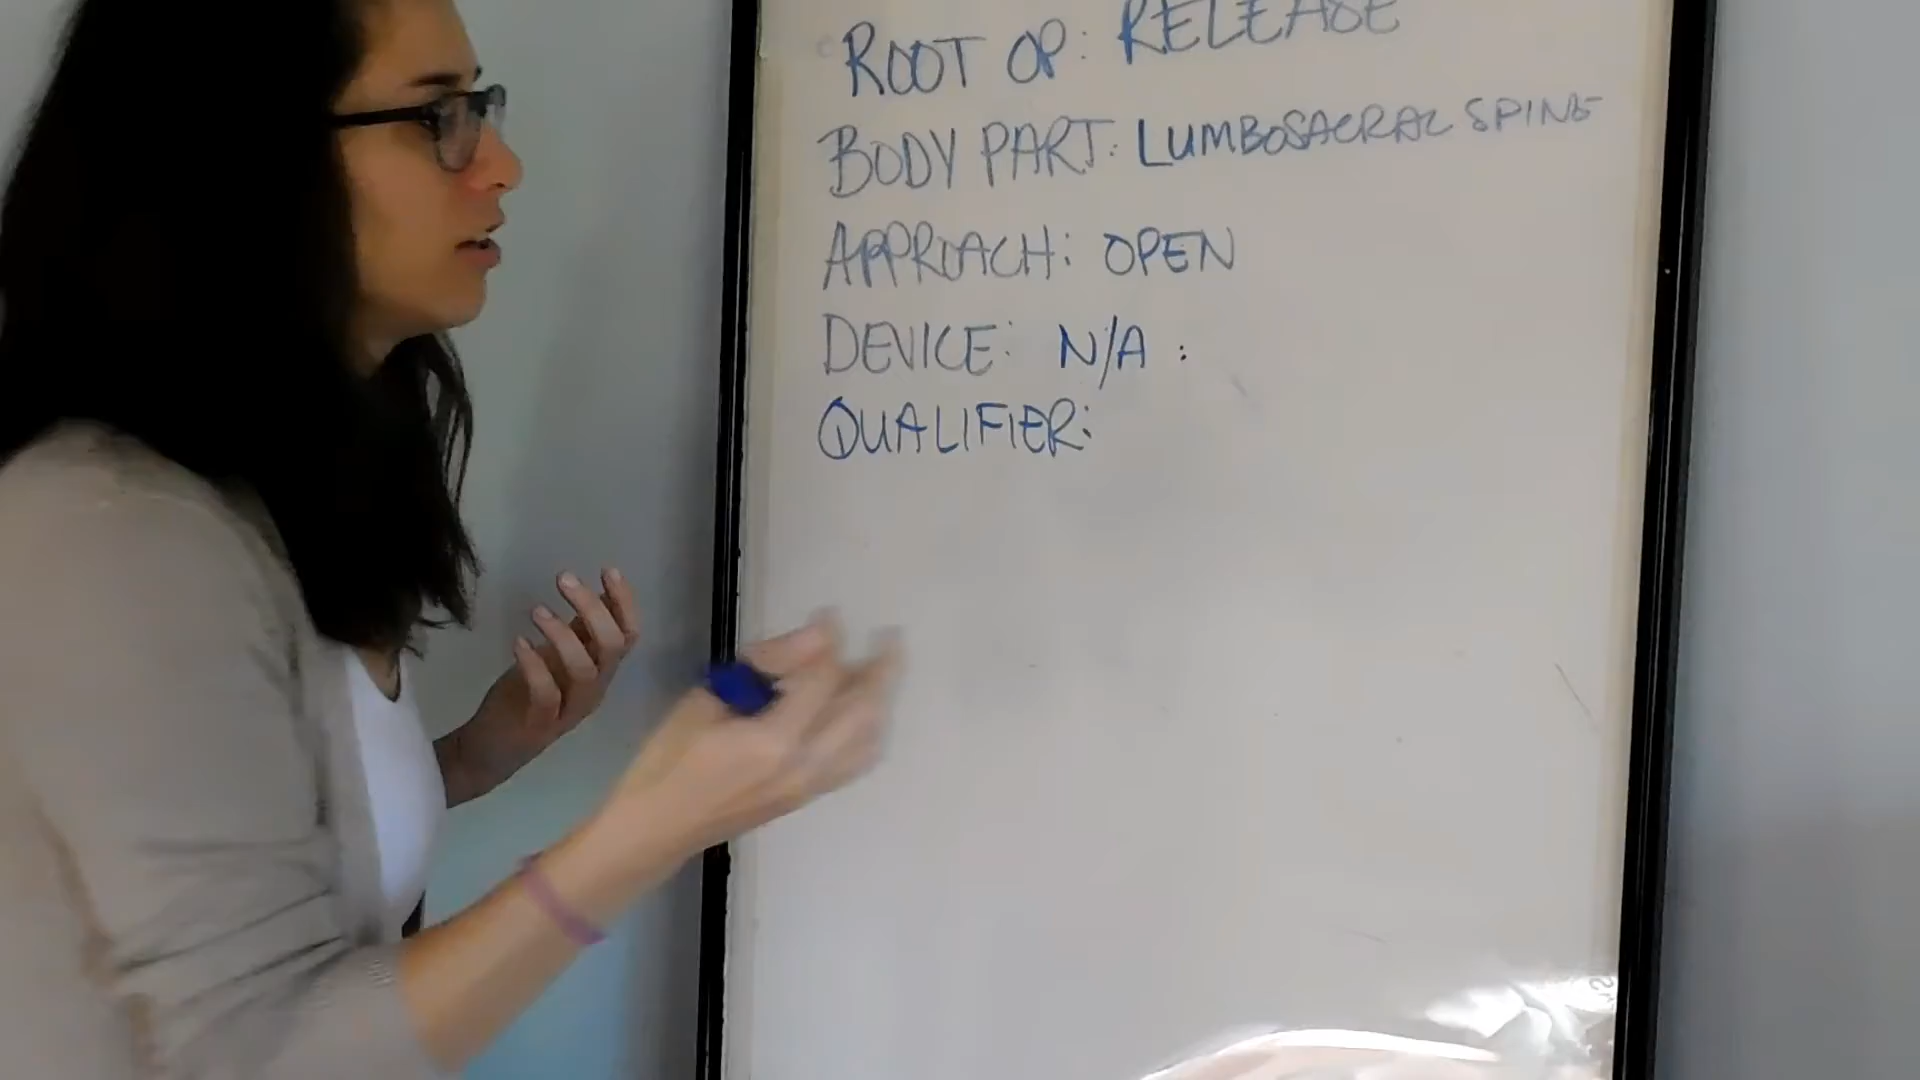 ROOT OP: RELEASE
BODY PART: LUMBOSACRAL SPINE
APPROACH: OPEN
DEVICE: N/A :
QUALIFIER: